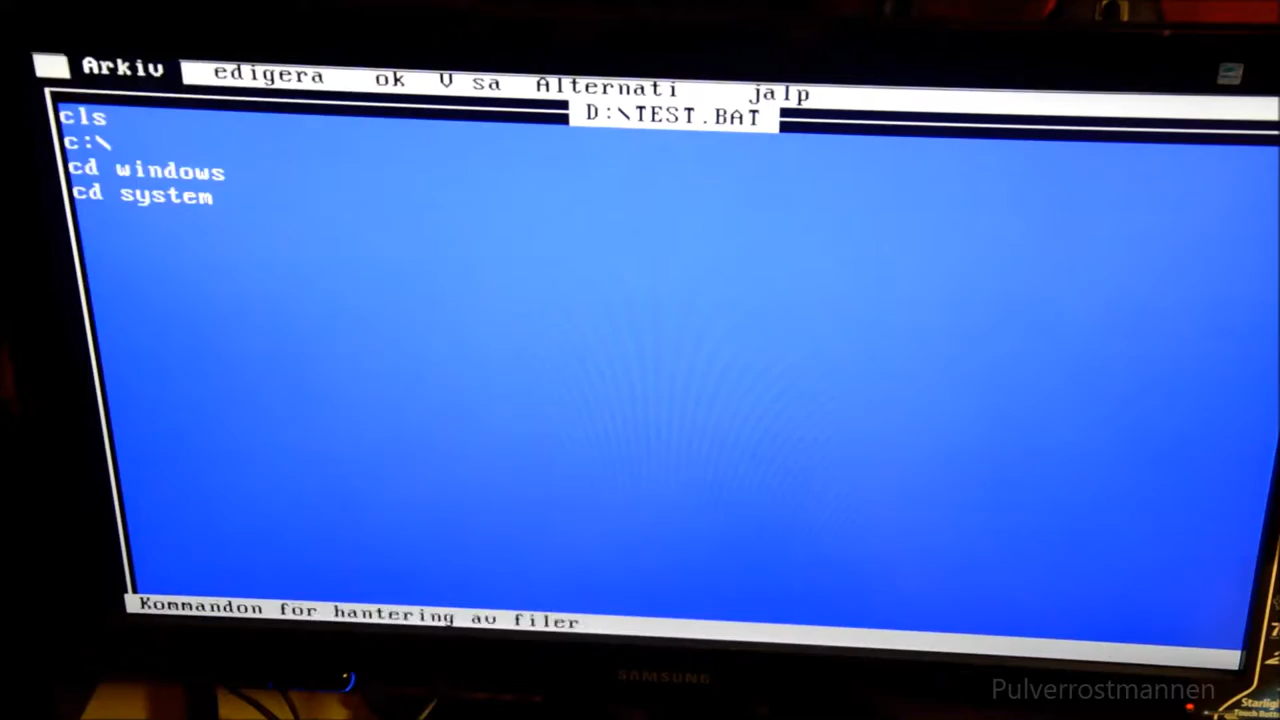 Arkiv edigera ok V sa Alternati jalp
D:\TEST.BAT
cls
c:\
cd windows
cd system
Kommandon för hantering av filer
SAMSUNG
Pulverrostmannen
Touch